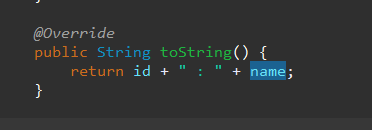 @Override
public String toString() {
return id + " : " + name;
}